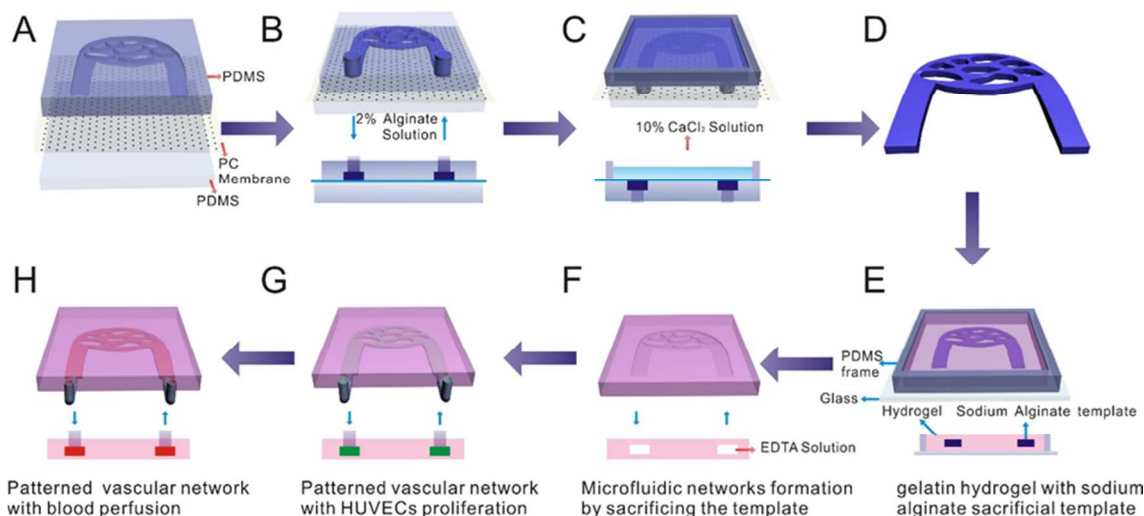 A
B
C
D
PDMS
PC
Membrane
PDMS
2% Alginate
Solution
10% CaCl₂ Solution
H
G
F
E
PDMS
frame
Glass
Hydrogel Sodium Alginate template
EDTA Solution
Patterned vascular network
with blood perfusion
Patterned vascular network
with HUVECs proliferation
Microfluidic networks formation
by sacrificing the template
gelatin hydrogel with sodium
alginate sacrificial template